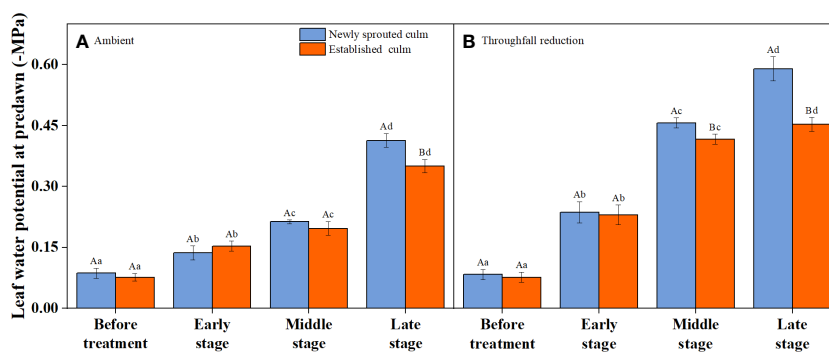 A Ambient
Newly sprouted culm
Established culm
B Throughfall reduction
Leaf water potential at predawn (-MPa)
0.60
0.45
0.30
0.15
0.00
Aa Aa Ab Ab Ac Ac Ad Bd
Aa Aa Ab Ab Ac Bc Ad Bd
Before treatment
Early stage
Middle stage
Late stage
Before treatment
Early stage
Middle stage
Late stage